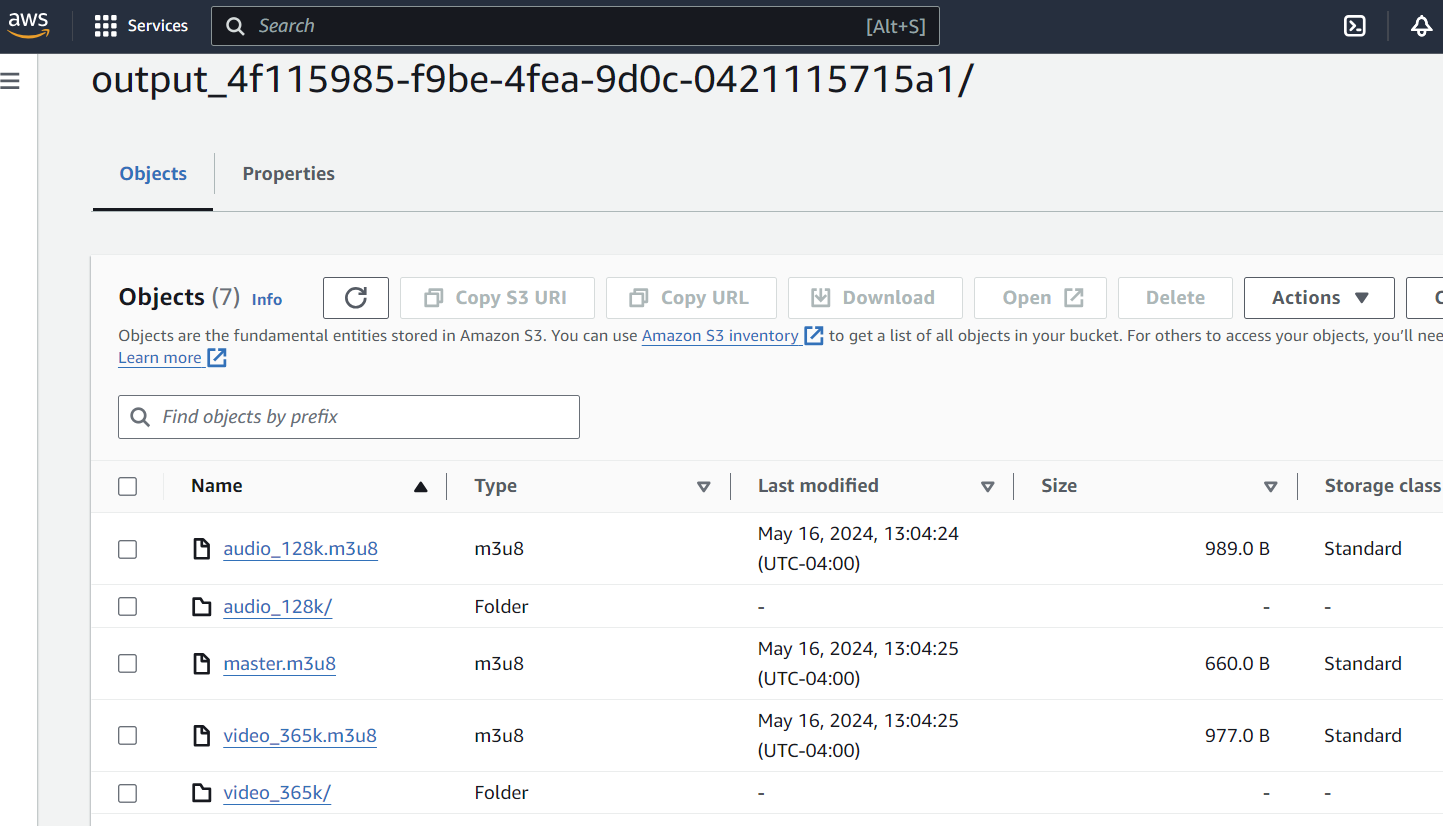 aws
Services
Search
[Alt+S]
output_4f115985-f9be-4fea-9d0c-0421115715a1/
Objects
Properties
Objects (7) Info
Copy S3 URI
Copy URL
Download
Open
Delete
Actions
Objects are the fundamental entities stored in Amazon S3. You can use Amazon S3 inventory to get a list of all objects in your bucket. For others to access your objects, you'll nee
Learn more
Find objects by prefix
Name
Type
Last modified
Size
Storage class
audio_128k.m3u8
m3u8
May 16, 2024, 13:04:24
(UTC-04:00)
989.0 B
Standard
audio_128k/
Folder
-
-
-
master.m3u8
m3u8
May 16, 2024, 13:04:25
(UTC-04:00)
660.0 B
Standard
video_365k.m3u8
m3u8
May 16, 2024, 13:04:25
(UTC-04:00)
977.0 B
Standard
video_365k/
Folder
-
-
-